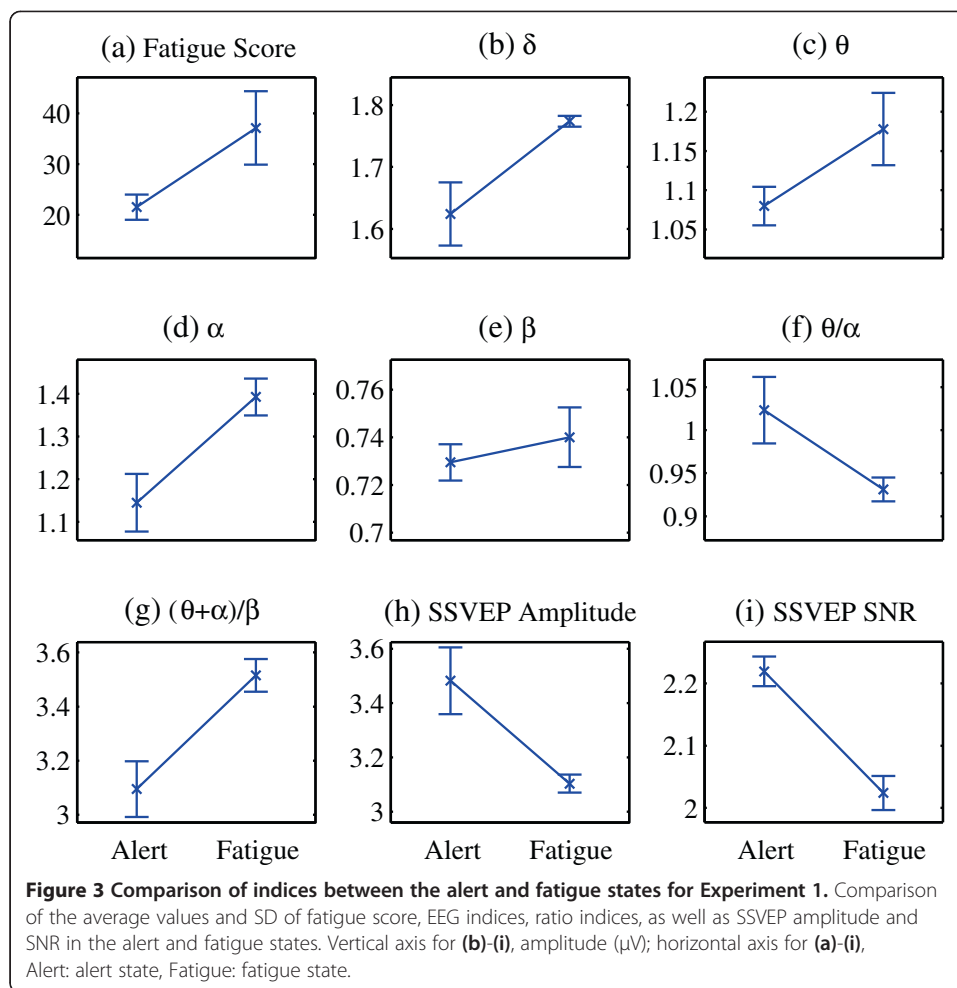 (a) Fatigue Score
40
30
20
(b) δ
1.8
1.7
1.6
(c) θ
1.2
1.15
1.1
1.05
(d) α
1.4
1.3
1.2
1.1
(e) β
0.76
0.74
0.72
0.7
(f) θ/α
1.05
1
0.95
0.9
(g) (θ+α)/β
3.6
3.4
3.2
3
Alert Fatigue
(h) SSVEP Amplitude
3.6
3.4
3.2
3
Alert Fatigue
(i) SSVEP SNR
2.2
2.1
2
Alert Fatigue
Figure 3 Comparison of indices between the alert and fatigue states for Experiment 1. Comparison
of the average values and SD of fatigue score, EEG indices, ratio indices, as well as SSVEP amplitude and
SNR in the alert and fatigue states. Vertical axis for (b)-(i), amplitude (μV); horizontal axis for (a)-(i),
Alert: alert state, Fatigue: fatigue state.